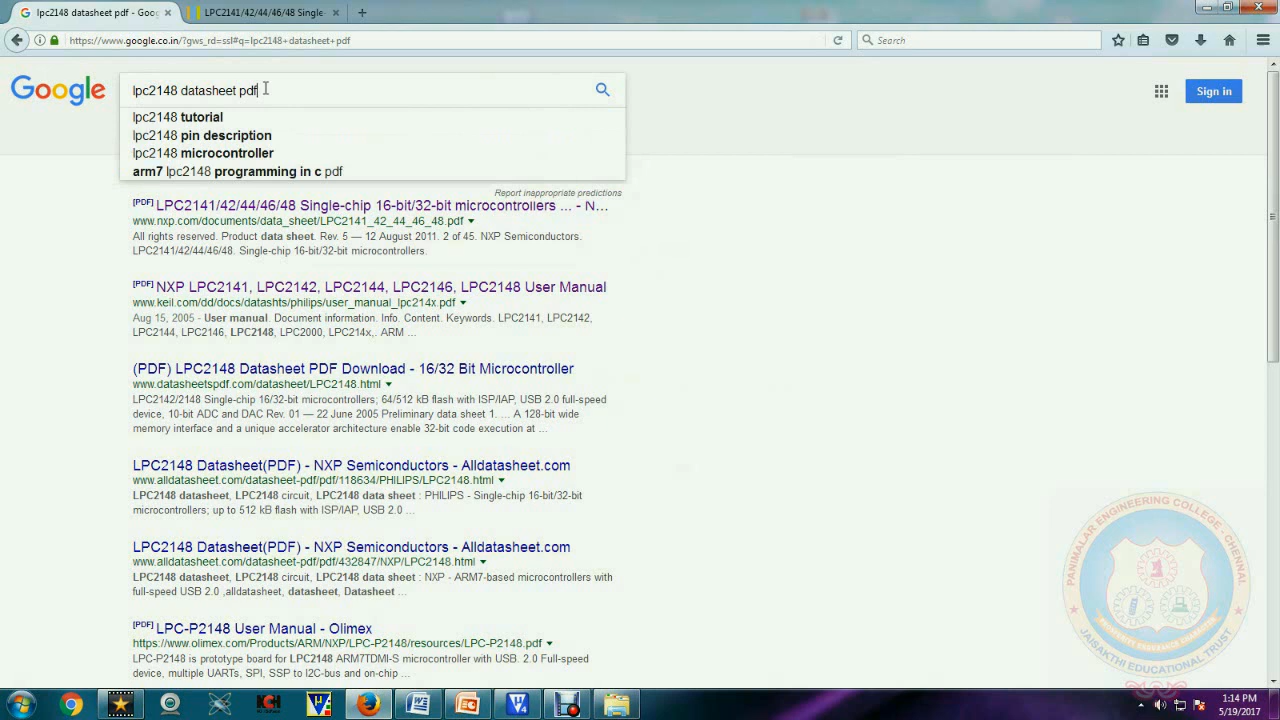 lpc2148 datasheet pdf - Goog...
LPC2141/42/44/46/48 Single-
https://www.google.co.in/?gws_rd=ssl#q=lpc2148+datasheet+pdf
Search
Google
lpc2148 datasheet pdf
Sign in
lpc2148 tutorial
lpc2148 pin description
lpc2148 microcontroller
arm7 lpc2148 programming in c pdf
Report inappropriate predictions
[PDF] LPC2141/42/44/46/48 Single-chip 16-bit/32-bit microcontrollers ... - N...
www.nxp.com/documents/data_sheet/LPC2141_42_44_46_48.pdf
All rights reserved. Product data sheet. Rev. 5 — 12 August 2011. 2 of 45. NXP Semiconductors.
LPC2141/42/44/46/48. Single-chip 16-bit/32-bit microcontrollers.
[PDF] NXP LPC2141, LPC2142, LPC2144, LPC2146, LPC2148 User Manual
www.keil.com/dd/docs/datashts/philips/user_manual_lpc214x.pdf
Aug 15, 2005 - User manual. Document information. Info. Content. Keywords. LPC2141, LPC2142,
LPC2144, LPC2146, LPC2148, LPC2000, LPC214x,. ARM ...
(PDF) LPC2148 Datasheet PDF Download - 16/32 Bit Microcontroller
www.datasheetspdf.com/datasheet/LPC2148.html
LPC2142/2148 Single-chip 16/32-bit microcontrollers; 64/512 kB flash with ISP/IAP, USB 2.0 full-speed
device, 10-bit ADC and DAC Rev. 01 — 22 June 2005 Preliminary data sheet 1. ... A 128-bit wide
memory interface and a unique accelerator architecture enable 32-bit code execution at ...
LPC2148 Datasheet(PDF) - NXP Semiconductors - Alldatasheet.com
www.alldatasheet.com/datasheet-pdf/pdf/118634/PHILIPS/LPC2148.html
LPC2148 datasheet, LPC2148 circuit, LPC2148 data sheet : PHILIPS - Single-chip 16-bit/32-bit
microcontrollers; up to 512 kB flash with ISP/IAP, USB 2.0 ...
LPC2148 Datasheet(PDF) - NXP Semiconductors - Alldatasheet.com
www.alldatasheet.com/datasheet-pdf/pdf/432847/NXP/LPC2148.html
LPC2148 datasheet, LPC2148 circuit, LPC2148 data sheet : NXP - ARM7-based microcontrollers with
full-speed USB 2.0 ,alldatasheet, datasheet, Datasheet ...
[PDF] LPC-P2148 User Manual - Olimex
https://www.olimex.com/Products/ARM/NXP/LPC-P2148/resources/LPC-P2148.pdf
LPC-P2148 is prototype board for LPC2148 ARM7TDMI-S microcontroller with USB. 2.0 Full-speed
device, multiple UARTs, SPI, SSP to I2C-bus and on-chip ...
PANIMALAR ENGINEERING COLLEGE, CHENNAI
JAISAKTHI EDUCATIONAL TRUST
1:14 PM
5/19/2017